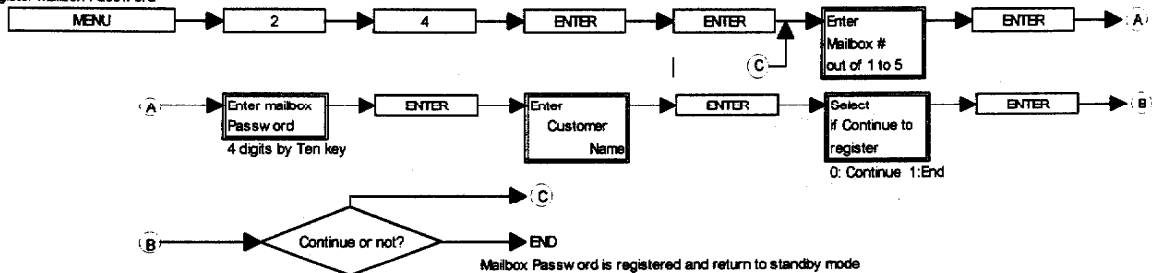 Register Mailbox Password
MENU
2
4
ENTER
ENTER
C
Enter
Mailbox #
out of 1 to 5
ENTER
A
A
Enter mailbox
Password
4 digits by Ten key
ENTER
Enter
Customer
Name
ENTER
Select
if Continue to
register
0: Continue 1:End
ENTER
B
C
B
Continue or not?
END
Mailbox Password is registered and return to standby mode